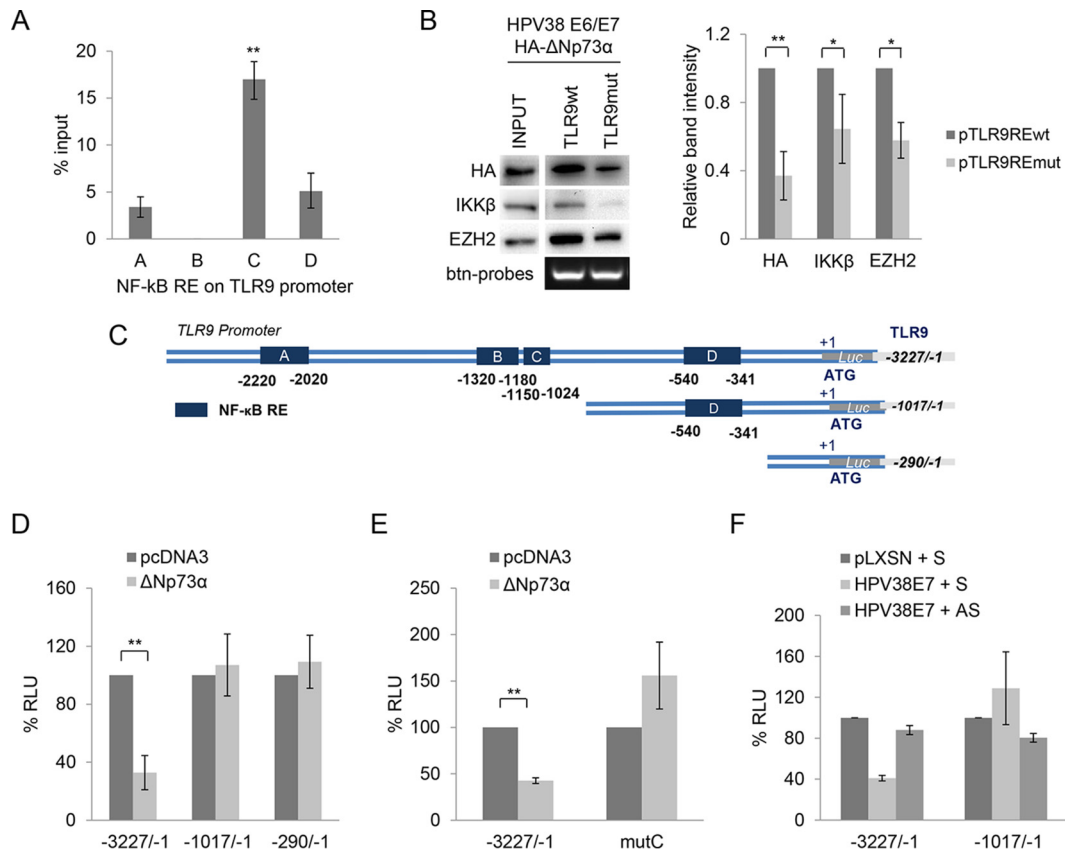 A
20
15
10
5
0
% input
**
A B C D
NF-kB RE on TLR9 promoter
B
HPV38 E6/E7
HA-ΔNp73α
INPUT
TLR9wt
TLR9mut
HA
IKKβ
EZH2
btn-probes
1.2
0.8
0.4
0
Relative band intensity
** * *
HA IKKβ EZH2
pTLR9REwt
pTLR9REmut
C
TLR9 Promoter
TLR9
A B C D +1 Luc -3227/-1
-2220 -2020 -1320 -1180 -540 -341 ATG
-1150 -1024
NF-κB RE
+1
D Luc -1017/-1
-540 -341 ATG
+1
Luc -290/-1
ATG
D
pcDNA3
ΔNp73α
160
120
80
40
0
% RLU
**
-3227/-1 -1017/-1 -290/-1
E
pcDNA3
ΔNp73α
250
200
150
100
50
0
% RLU
**
-3227/-1 mutC
F
pLXSN + S
HPV38E7 + S
HPV38E7 + AS
200
160
120
80
40
0
% RLU
-3227/-1 -1017/-1